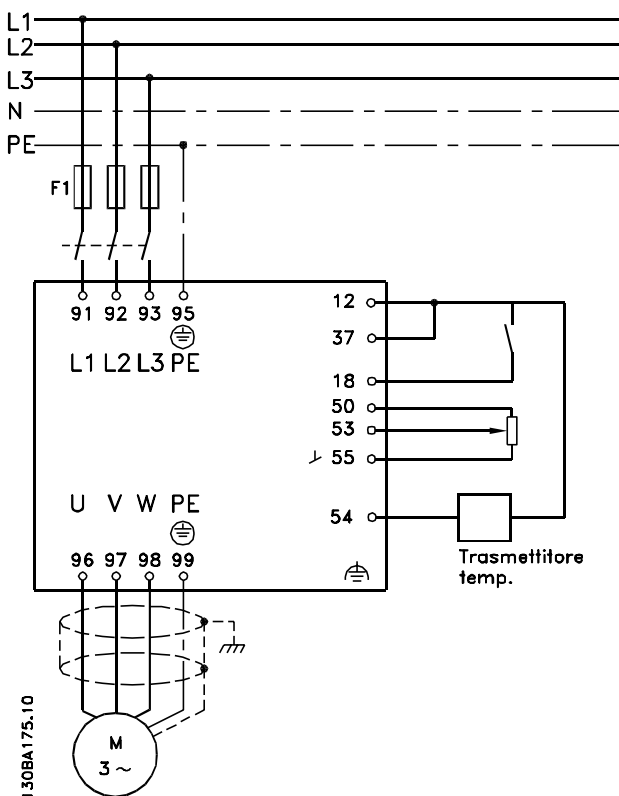 L1
L2
L3
N
PE
F1
91 92 93 95
L1 L2 L3 PE
12
37
18
50
53
55
54
U V W PE
96 97 98 99
Trasmettitore
temp.
M
3 ~
130BA175.10